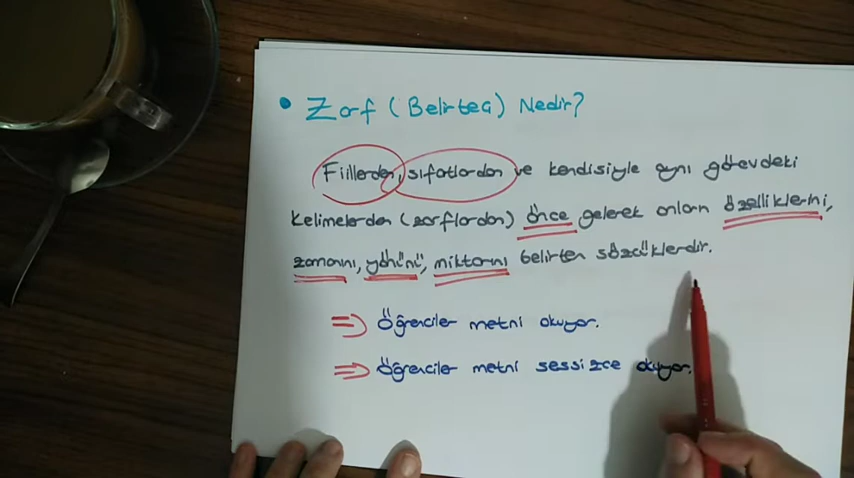 • Zarf (Belirteç) Nedir?
Fiillerden, sıfatlardan ve kendisiyle aynı görevdeki
kelimelerden (zarflardan) önce gelerek onların özelliklerini,
zamanını, yönünü, miktarını belirten sözcüklerdir.
⇒ Öğrenciler metni okuyor.
⇒ Öğrenciler metni sessizce okuyor.